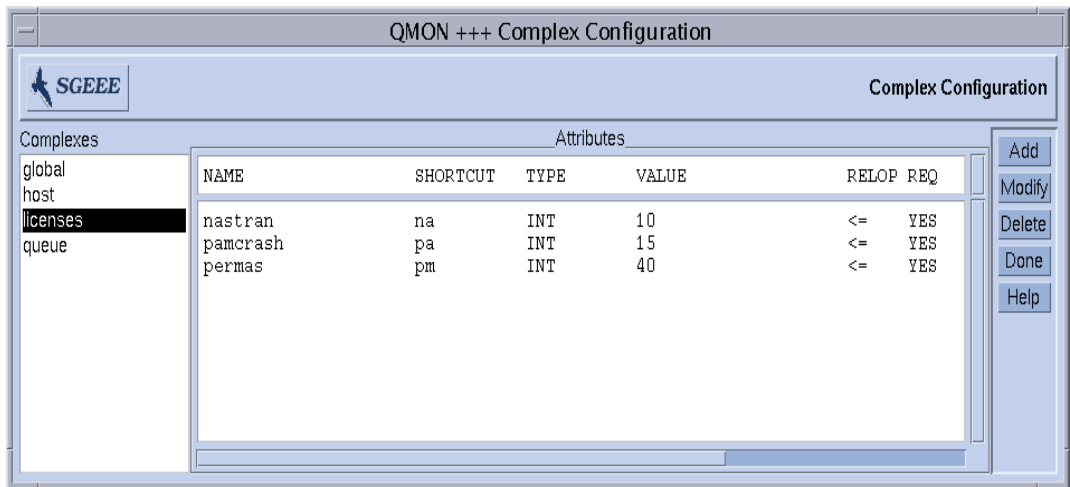 QMON +++ Complex Configuration
SGEEE
Complex Configuration
Complexes
global
host
licenses
queue
Attributes
NAME SHORTCUT TYPE VALUE RELOP REQ
nastran na INT 10 <= YES
pamcrash pa INT 15 <= YES
permas pm INT 40 <= YES
Add
Modify
Delete
Done
Help